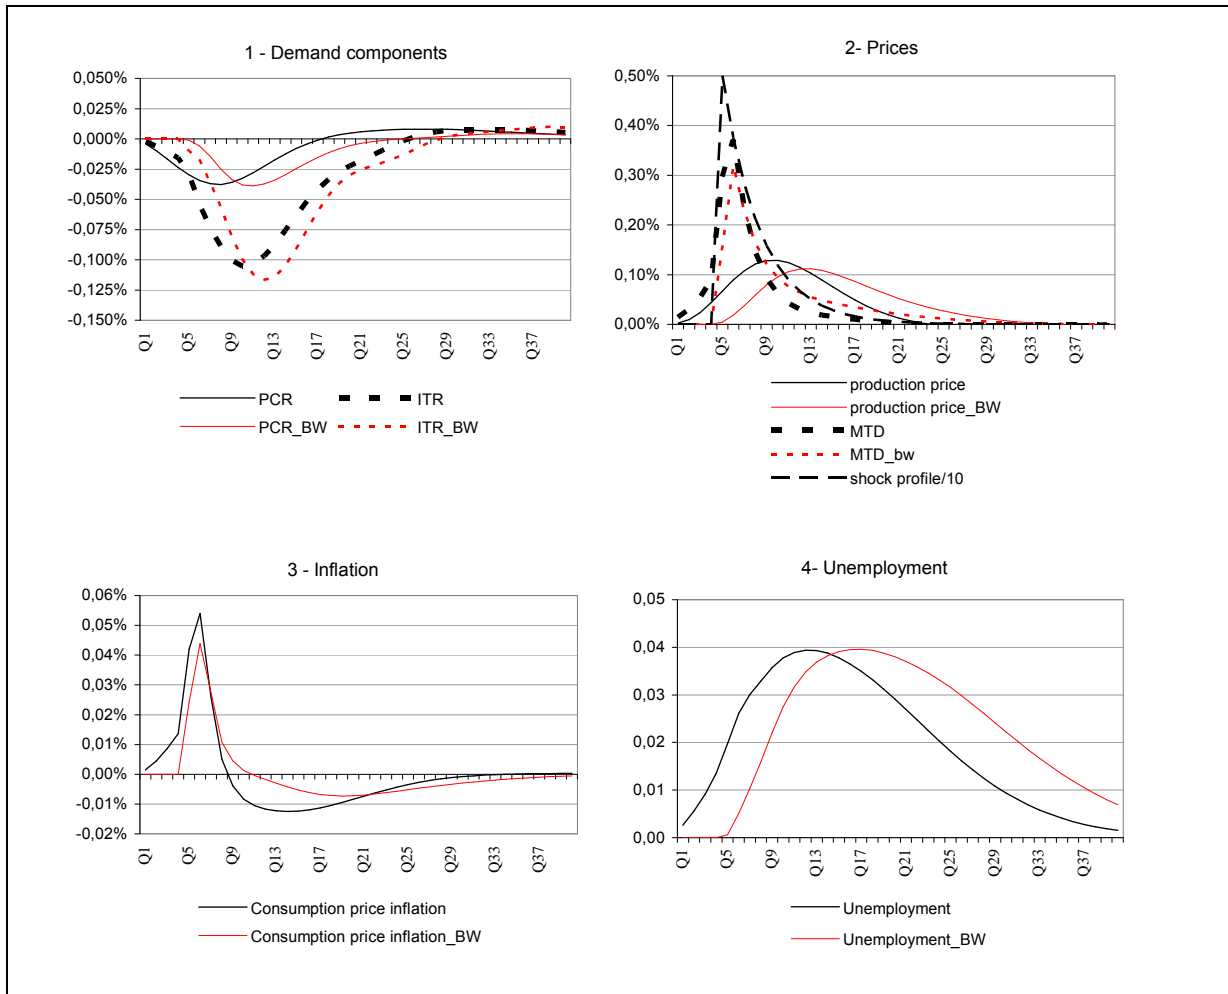 1 - Demand components
0,050%
0,025%
0,000%
-0,025%
-0,050%
-0,075%
-0,100%
-0,125%
-0,150%
Q1 Q5 Q9 Q13 Q17 Q21 Q25 Q29 Q33 Q37
PCR ITR
PCR_BW ITR_BW
2- Prices
0,50%
0,40%
0,30%
0,20%
0,10%
0,00%
Q1 Q5 Q9 Q13 Q17 Q21 Q25 Q29 Q33 Q37
production price
production price_BW
MTD
MTD_bw
shock profile/10
3 - Inflation
0,06%
0,05%
0,04%
0,03%
0,02%
0,01%
0,00%
-0,01%
-0,02%
Q1 Q5 Q9 Q13 Q17 Q21 Q25 Q29 Q33 Q37
Consumption price inflation
Consumption price inflation_BW
4- Unemployment
0,05
0,04
0,03
0,02
0,01
0,00
Q1 Q5 Q9 Q13 Q17 Q21 Q25 Q29 Q33 Q37
Unemployment
Unemployment_BW